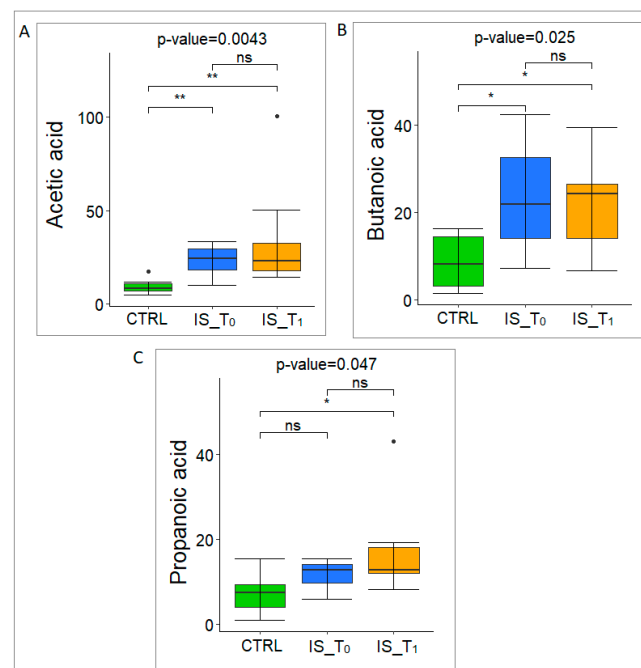 A
p-value=0.0043
ns
**
**
100
50
0
Acetic acid
CTRL IS_T₀ IS_T₁
B
p-value=0.025
ns
*
*
40
20
0
Butanoic acid
CTRL IS_T₀ IS_T₁
C
p-value=0.047
ns
*
ns
40
20
0
Propanoic acid
CTRL IS_T₀ IS_T₁